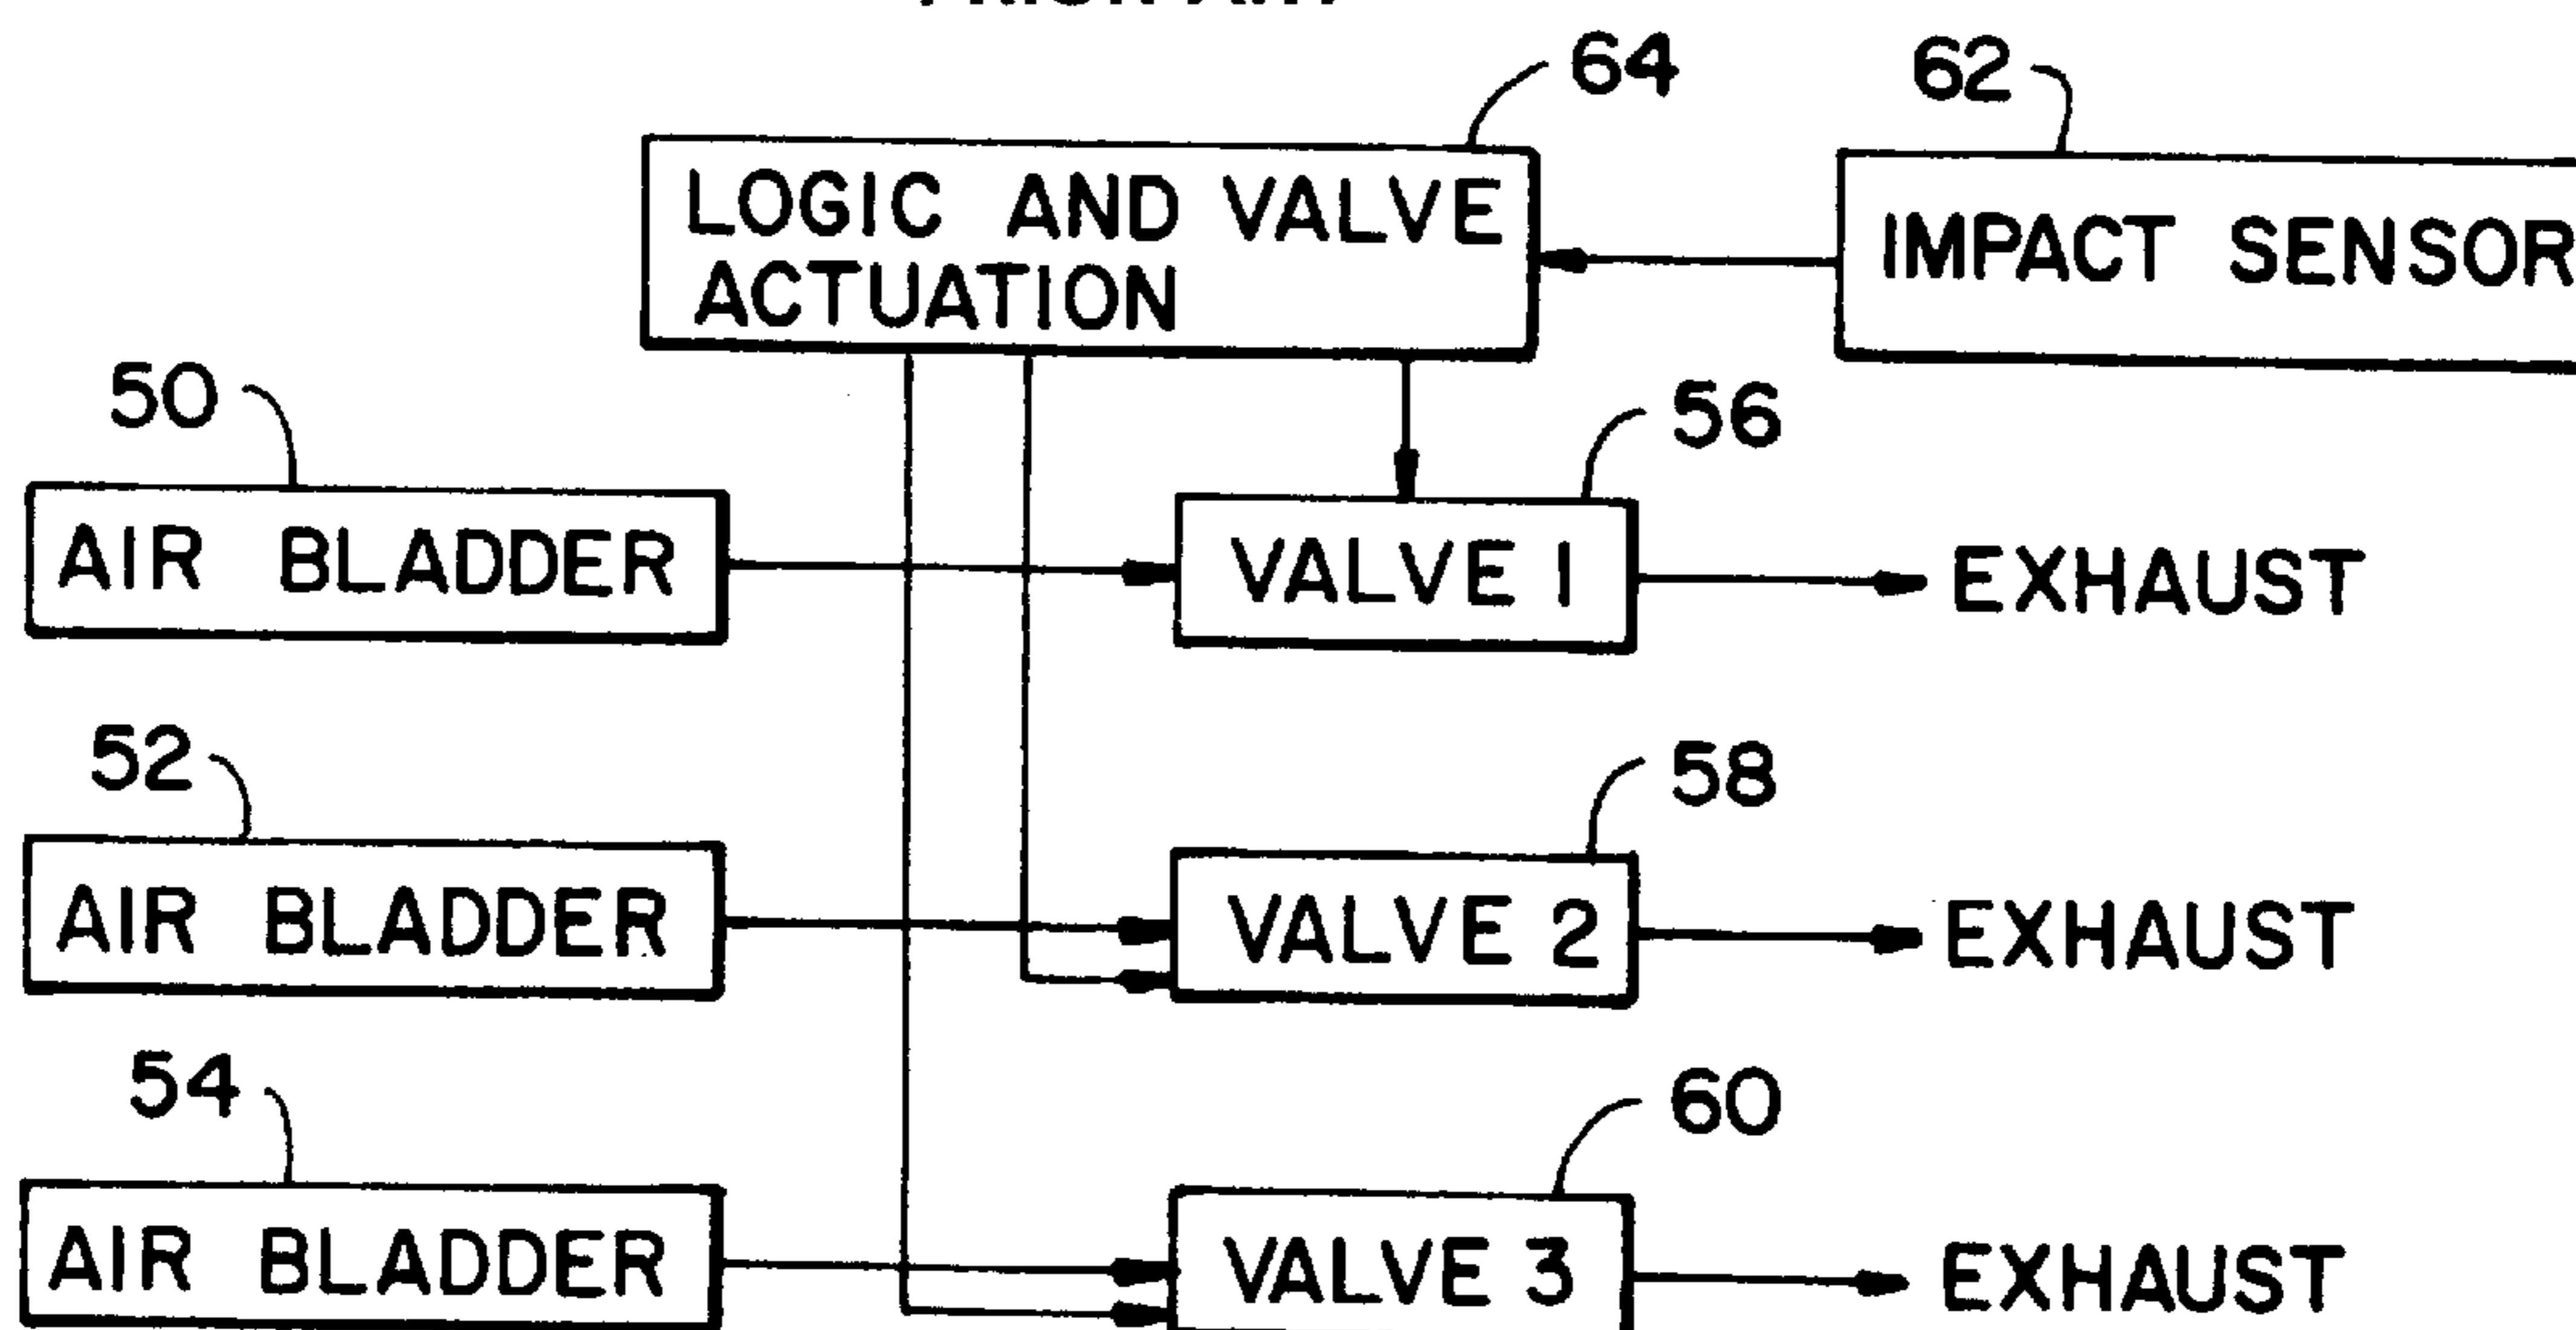 64
62
LOGIC AND VALVE
ACTUATION
IMPACT SENSOR
50
56
AIR BLADDER
VALVE 1
EXHAUST
52
58
AIR BLADDER
VALVE 2
EXHAUST
54
60
AIR BLADDER
VALVE 3
EXHAUST